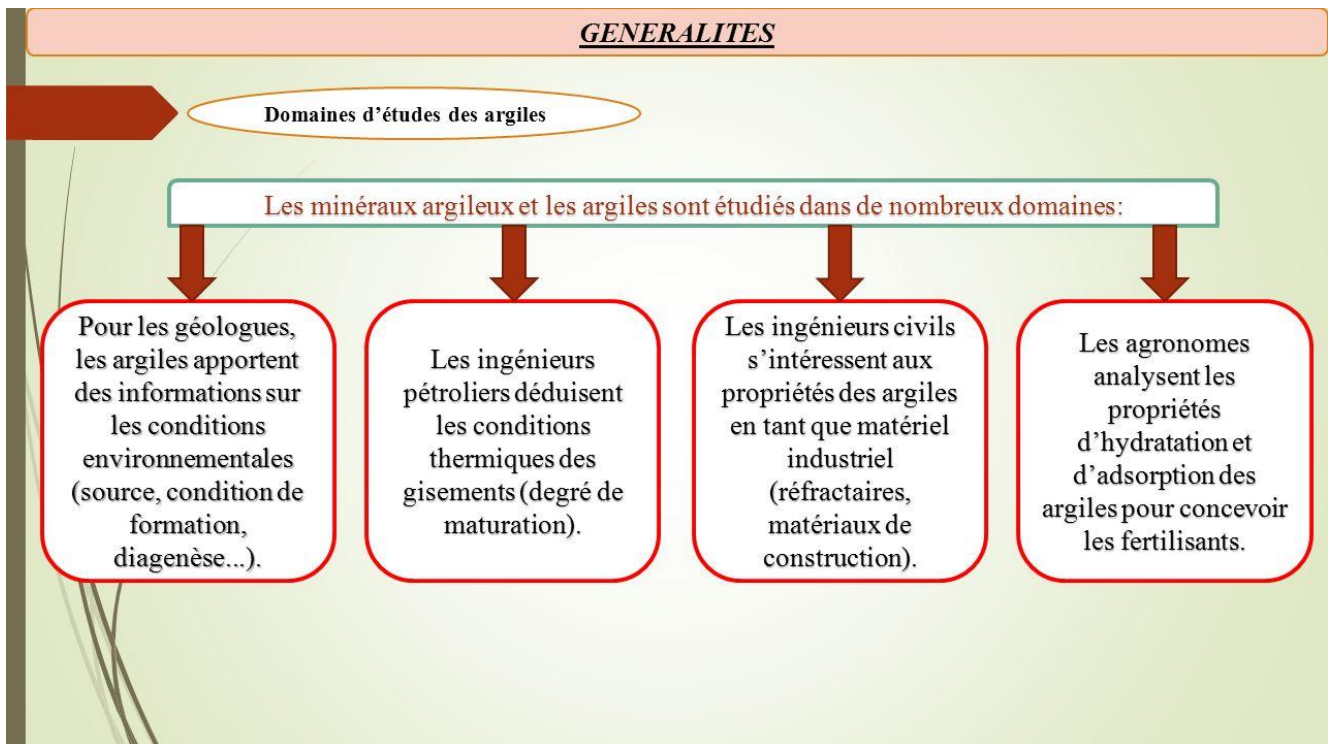 GENERALITES
Domaines d’études des argiles
Les minéraux argileux et les argiles sont étudiés dans de nombreux domaines:
Pour les géologues,
les argiles apportent
des informations sur
les conditions
environnementales
(source, condition de
formation,
diagenèse...).
Les ingénieurs
pétroliers déduisent
les conditions
thermiques des
gisements (degré de
maturation).
Les ingénieurs civils
s’intéressent aux
propriétés des argiles
en tant que matériel
industriel
(réfractaires,
matériaux de
construction).
Les agronomes
analysent les
propriétés
d’hydratation et
d’adsorption des
argiles pour concevoir
les fertilisants.